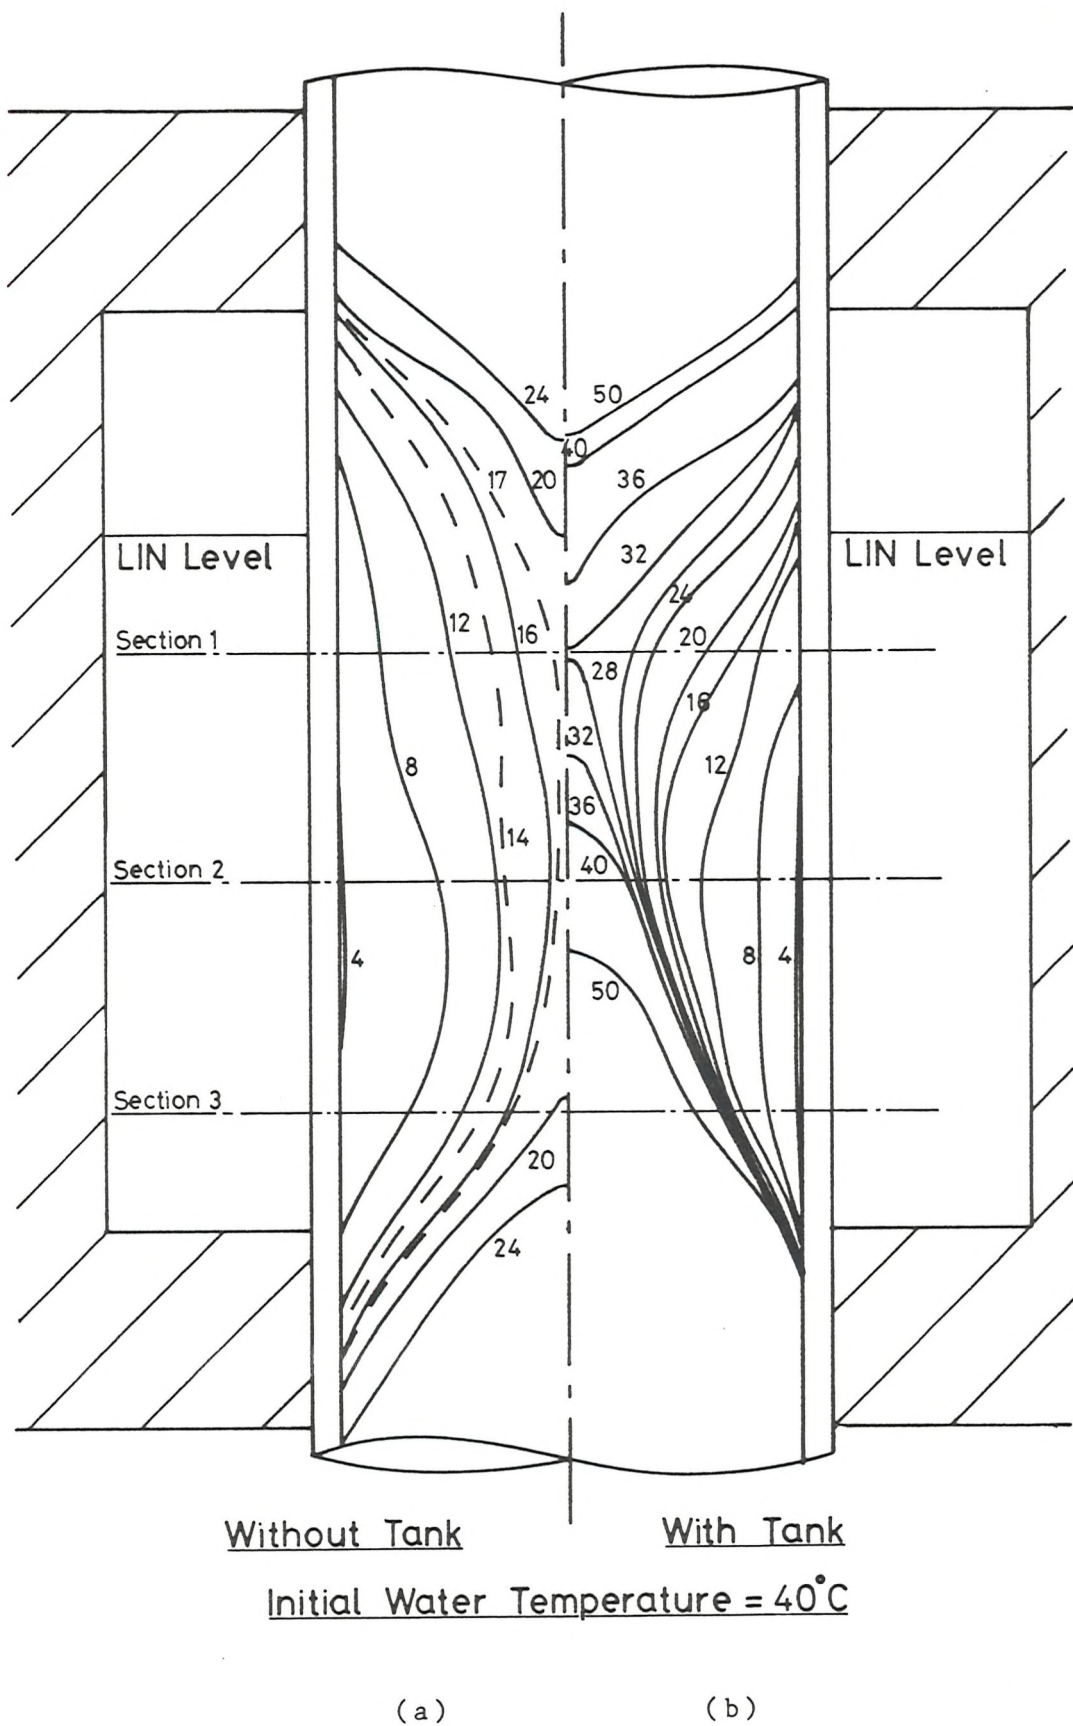 24 50
40
17 20 36
32
LIN Level LIN Level
24
12 16 20
Section 1
28
16
32
8 12
36
14
Section 2 40
4 8 4
50
Section 3
20
24
Without Tank With Tank
Initial Water Temperature = 40°C
(a) (b)